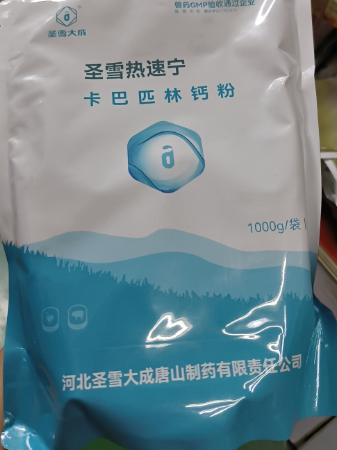 兽药GMP验收通过企业
圣雪大成
圣雪热速宁
卡巴匹林钙粉
1000g/袋
河北圣雪大成唐山制药有限责任公司